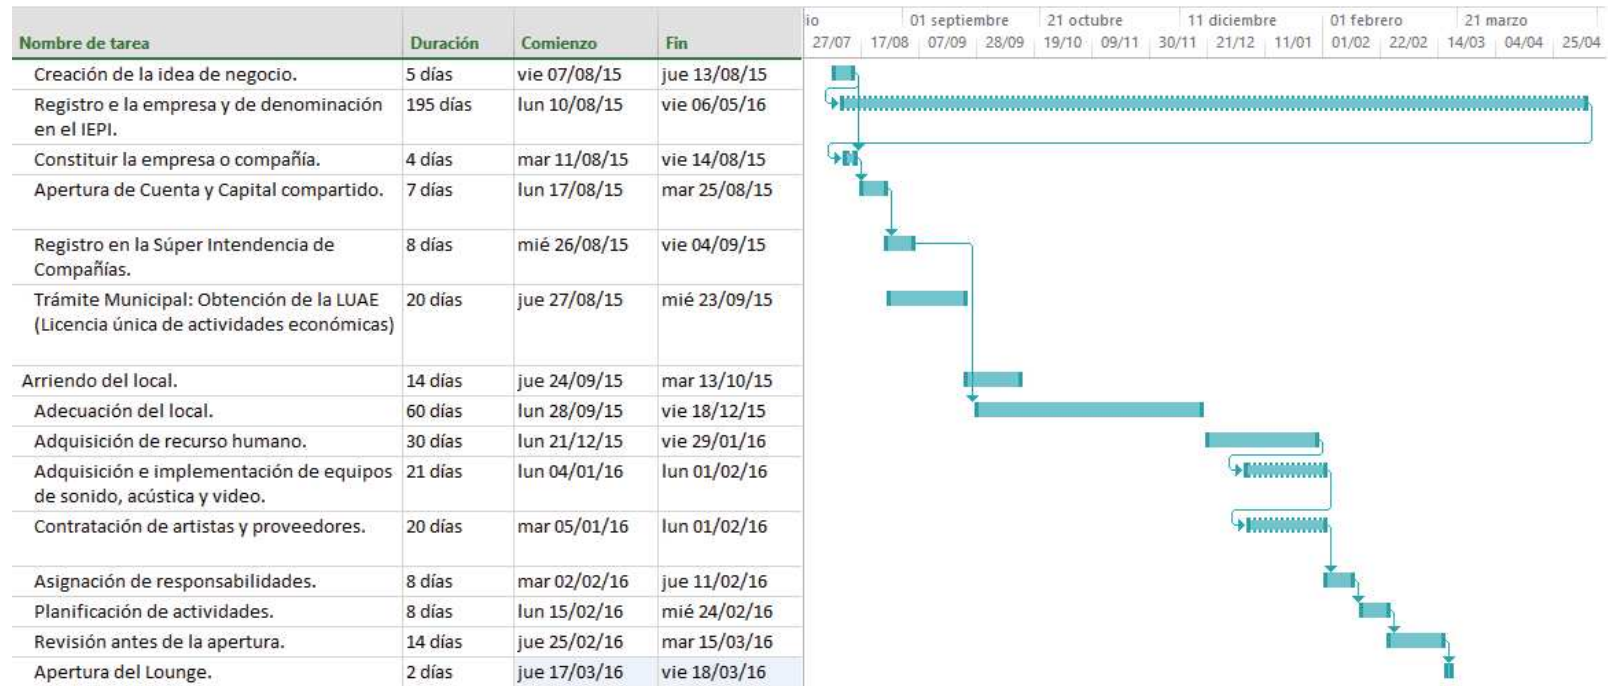 io 01 septiembre 21 octubre 11 diciembre 01 febrero 21 marzo
Nombre de tarea Duración Comienzo Fin 27/07 17/08 07/09 28/09 19/10 09/11 30/11 21/12 11/01 01/02 22/02 14/03 04/04 25/04
Creación de la idea de negocio. 5 días vie 07/08/15 jue 13/08/15
Registro e la empresa y de denominación 195 días lun 10/08/15 vie 06/05/16
en el IEPI.
Constituir la empresa o compañía. 4 días mar 11/08/15 vie 14/08/15
Apertura de Cuenta y Capital compartido. 7 días lun 17/08/15 mar 25/08/15
Registro en la Súper Intendencia de 8 días mié 26/08/15 vie 04/09/15
Compañías.
Trámite Municipal: Obtención de la LUAE 20 días jue 27/08/15 mié 23/09/15
(Licencia única de actividades económicas)
Arriendo del local. 14 días jue 24/09/15 mar 13/10/15
Adecuación del local. 60 días lun 28/09/15 vie 18/12/15
Adquisición de recurso humano. 30 días lun 21/12/15 vie 29/01/16
Adquisición e implementación de equipos 21 días lun 04/01/16 lun 01/02/16
de sonido, acústica y video.
Contratación de artistas y proveedores. 20 días mar 05/01/16 lun 01/02/16
Asignación de responsabilidades. 8 días mar 02/02/16 jue 11/02/16
Planificación de actividades. 8 días lun 15/02/16 mié 24/02/16
Revisión antes de la apertura. 14 días jue 25/02/16 mar 15/03/16
Apertura del Lounge. 2 días jue 17/03/16 vie 18/03/16